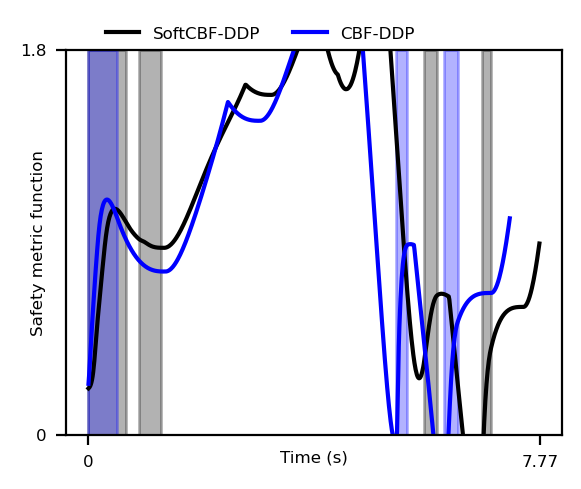 SoftCBF-DDP CBF-DDP
1.8
Safety metric function
0
0 Time (s) 7.77